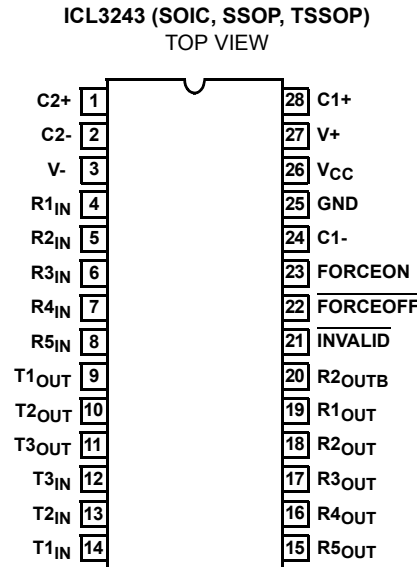 ICL3243 (SOIC, SSOP, TSSOP)
TOP VIEW
C2+ 1 28 C1+
C2- 2 27 V+
V- 3 26 VCC
R1IN 4 25 GND
R2IN 5 24 C1-
R3IN 6 23 FORCEON
R4IN 7 22 FORCEOFF
R5IN 8 21 INVALID
T1OUT 9 20 R2OUTB
T2OUT 10 19 R1OUT
T3OUT 11 18 R2OUT
T3IN 12 17 R3OUT
T2IN 13 16 R4OUT
T1IN 14 15 R5OUT